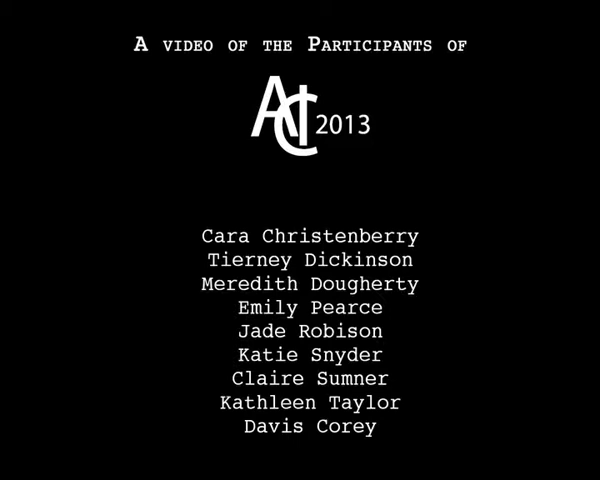 A VIDEO OF THE PARTICIPANTS OF
ACT 2013
Cara Christenberry
Tierney Dickinson
Meredith Dougherty
Emily Pearce
Jade Robison
Katie Snyder
Claire Sumner
Kathleen Taylor
Davis Corey